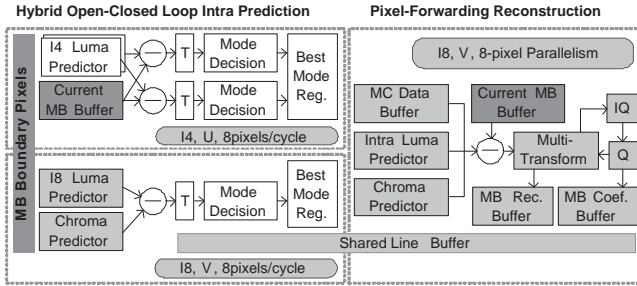 Hybrid Open-Closed Loop Intra Prediction
Pixel-Forwarding Reconstruction
MB Boundary Pixels
I4 Luma
Predictor
Current
MB Buffer
T
Mode
Decision
T
Mode
Decision
Best
Mode
Reg.
I4, U, 8pixels/cycle
I8 Luma
Predictor
Chroma
Predictor
T
Mode
Decision
Best
Mode
Reg.
I8, V, 8pixels/cycle
I8, V, 8-pixel Parallelism
MC Data
Buffer
Intra Luma
Predictor
Chroma
Predictor
Current MB
Buffer
Multi-
Transform
IQ
Q
MB Rec.
Buffer
MB Coef.
Buffer
Shared Line Buffer